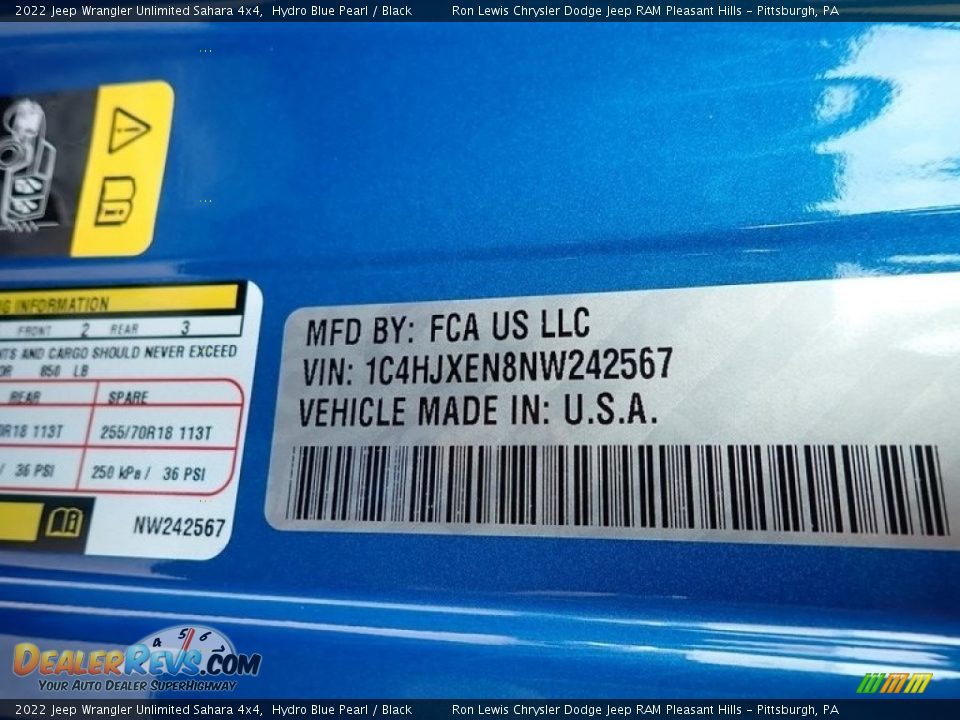 2022 Jeep Wrangler Unlimited Sahara 4x4, Hydro Blue Pearl / Black Ron Lewis Chrysler Dodge Jeep RAM Pleasant Hills - Pittsburgh, PA
INFORMATION
FRONT 2 REAR 3
AND CARGO SHOULD NEVER EXCEED
850 LB
REAR SPARE
113T 255/70R18 113T
/ 36 PSI 250 kPa / 36 PSI
NW242567
MFD BY: FCA US LLC
VIN: 1C4HJXEN8NW242567
VEHICLE MADE IN: U.S.A.
4 5 6
DEALERREVS.COM
YOUR AUTO DEALER SUPERHIGHWAY
2022 Jeep Wrangler Unlimited Sahara 4x4, Hydro Blue Pearl / Black Ron Lewis Chrysler Dodge Jeep RAM Pleasant Hills - Pittsburgh, PA